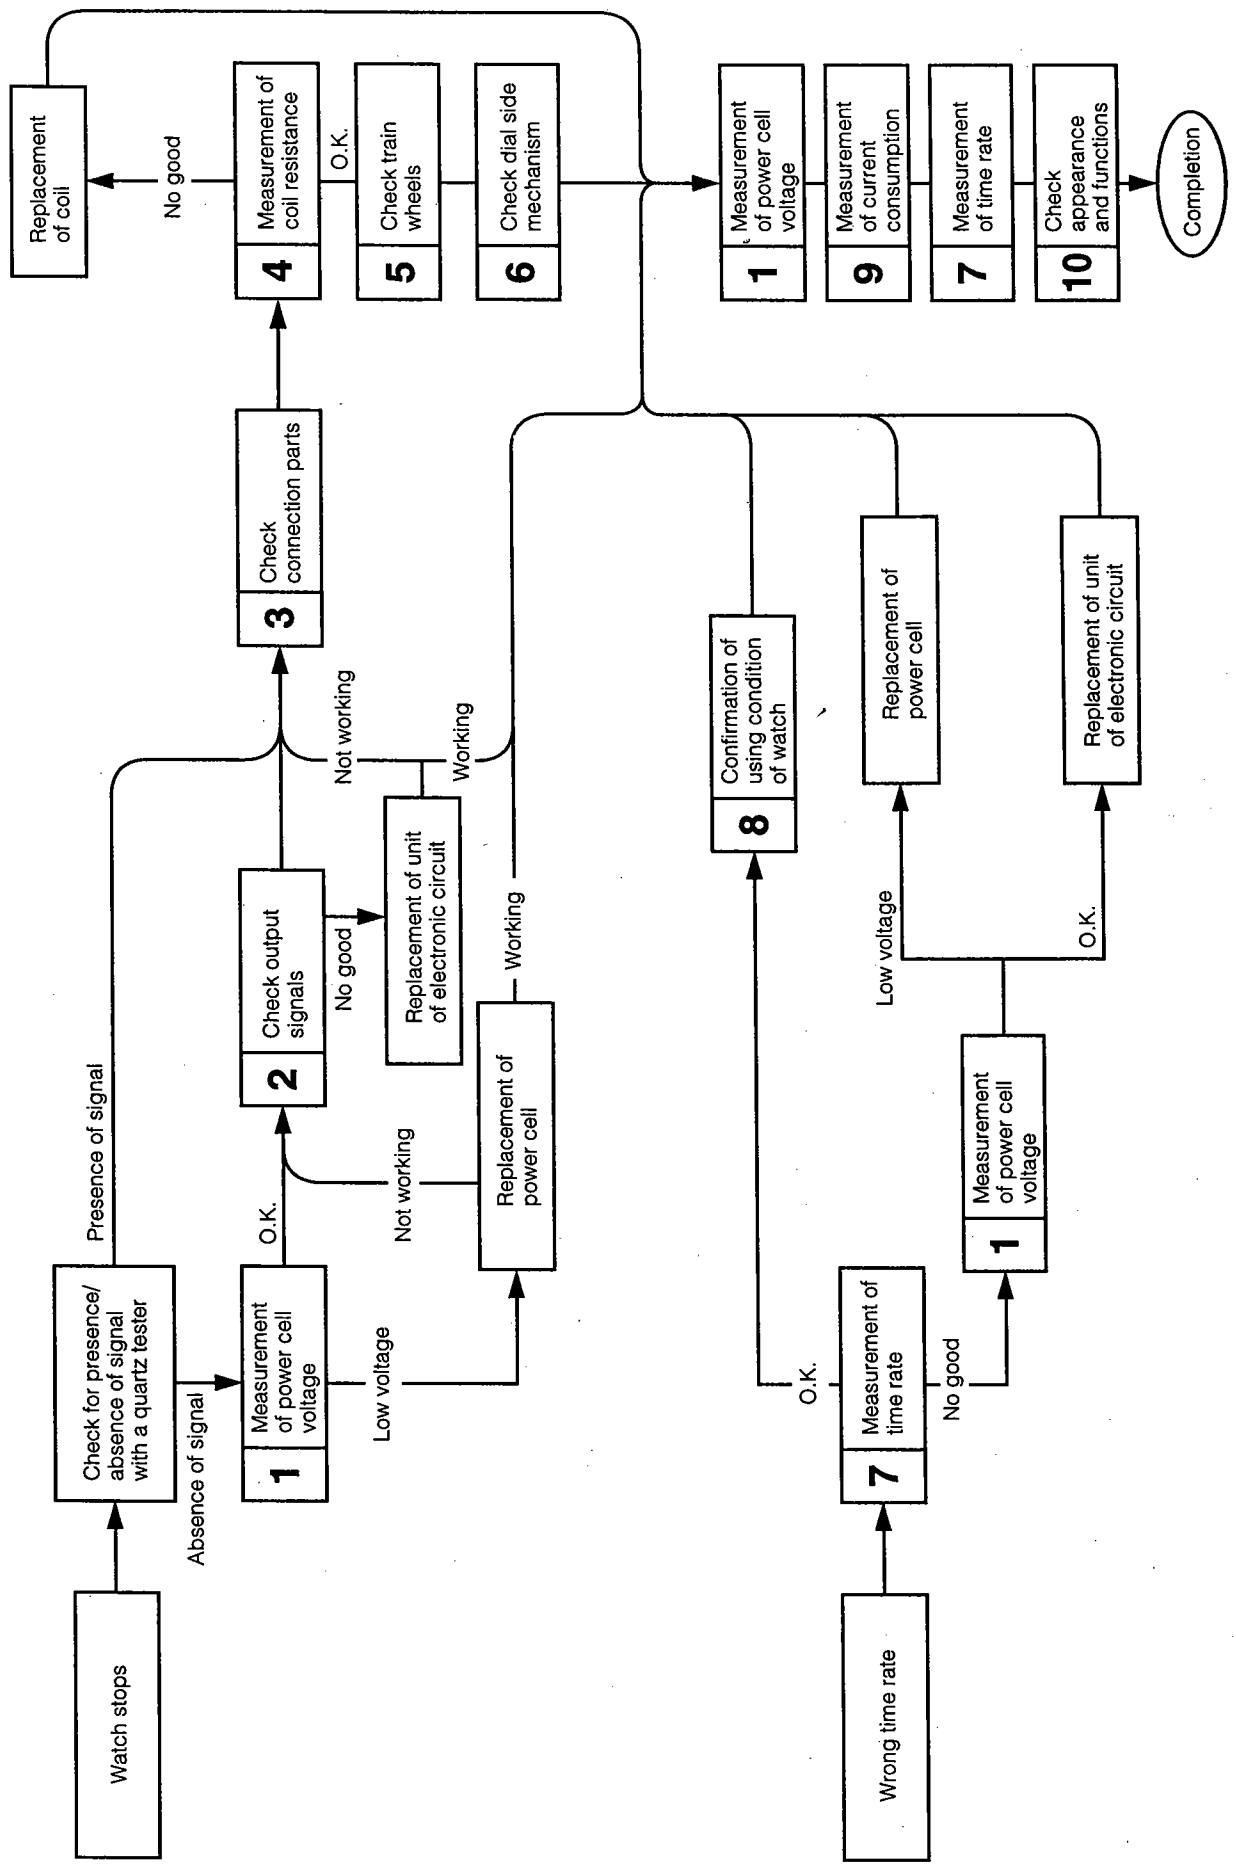 Watch stops
Check for presence/
absence of signal
with a quartz tester
Presence of signal
Absence of signal
1
Measurement
of power cell
voltage
O.K.
Low voltage
Replacement of
power cell
Not working
Working
2
Check output
signals
No good
Replacement of unit
of electronic circuit
Not working
Working
3
Check
connection parts
4
Measurement of
coil resistance
No good
Replacement
of coil
O.K.
5
Check train
wheels
6
Check dial side
mechanism
Wrong time rate
7
Measurement of
time rate
O.K.
No good
8
Confirmation of
using condition
of watch
1
Measurement
of power cell
voltage
Low voltage
O.K.
Replacement of
power cell
Replacement of unit
of electronic circuit
1
Measurement
of power cell
voltage
9
Measurement
of current
consumption
7
Measurement
of time rate
10
Check
appearance
and functions
Completion